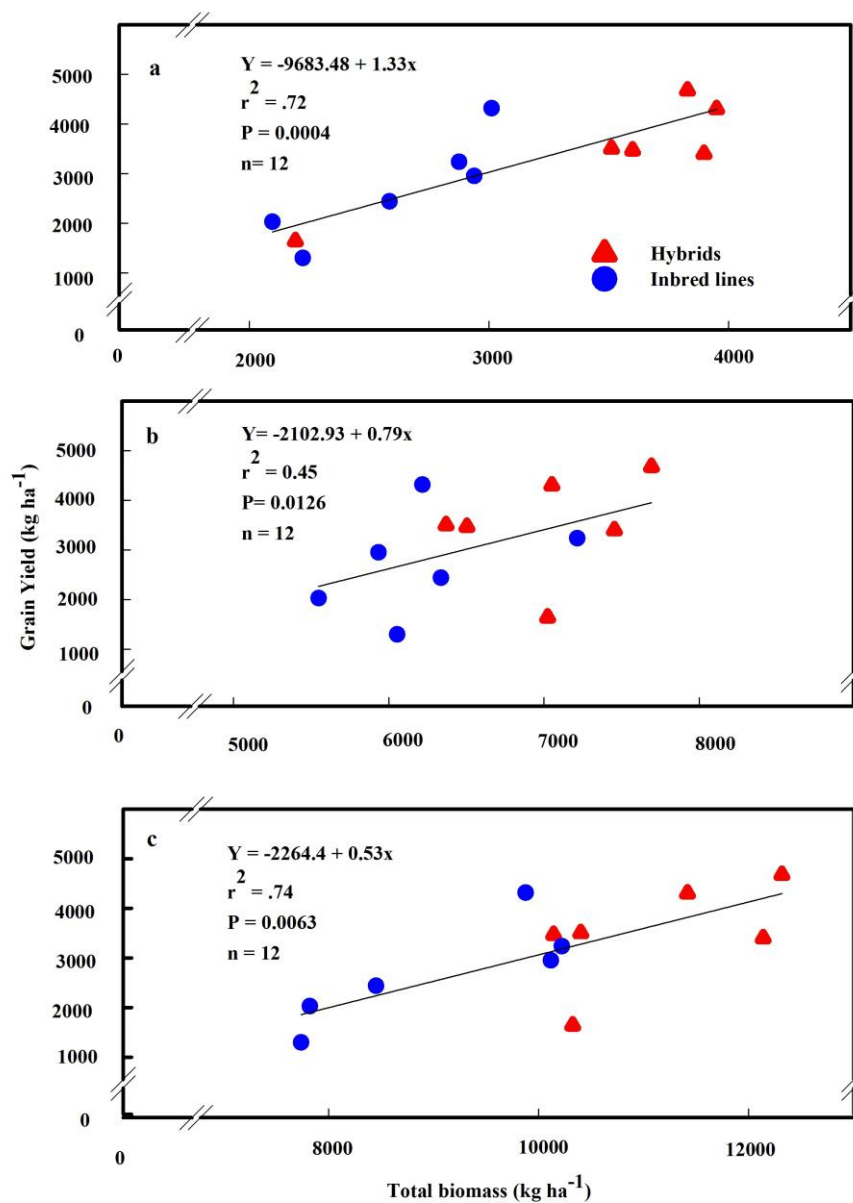 a
Y = -9683.48 + 1.33x
r2 = .72
P = 0.0004
n= 12
5000
4000
3000
2000
1000
0
Hybrids
Inbred lines
0 2000 3000 4000
b
Y= -2102.93 + 0.79x
r2 = 0.45
P= 0.0126
n = 12
5000
4000
3000
2000
1000
0
Grain Yield (kg ha-1)
0 5000 6000 7000 8000
c
Y = -2264.4 + 0.53x
r2 = .74
P = 0.0063
n = 12
5000
4000
3000
2000
1000
0
0 8000 10000 12000
Total biomass (kg ha-1)